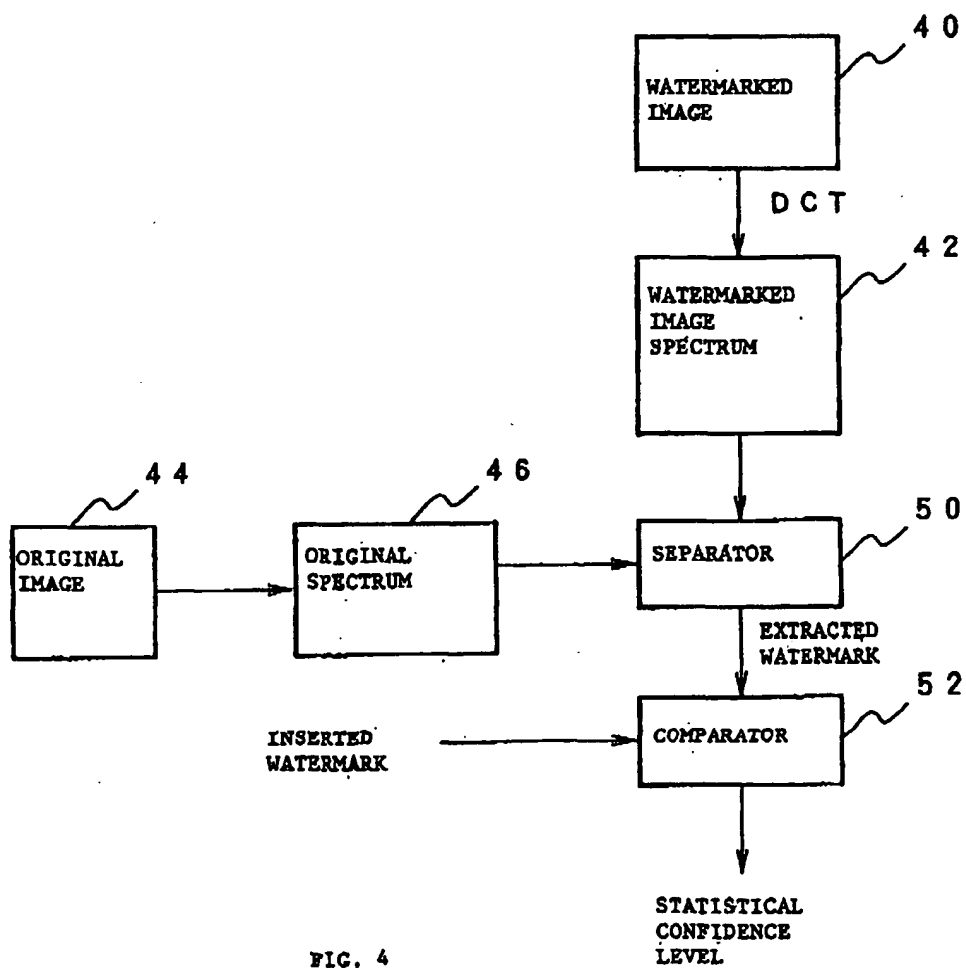 40
WATERMARKED
IMAGE
DCT
42
WATERMARKED
IMAGE
SPECTRUM
44
46
50
ORIGINAL
IMAGE
ORIGINAL
SPECTRUM
SEPARATOR
EXTRACTED
WATERMARK
52
INSERTED
WATERMARK
COMPARATOR
STATISTICAL
CONFIDENCE
LEVEL
FIG. 4